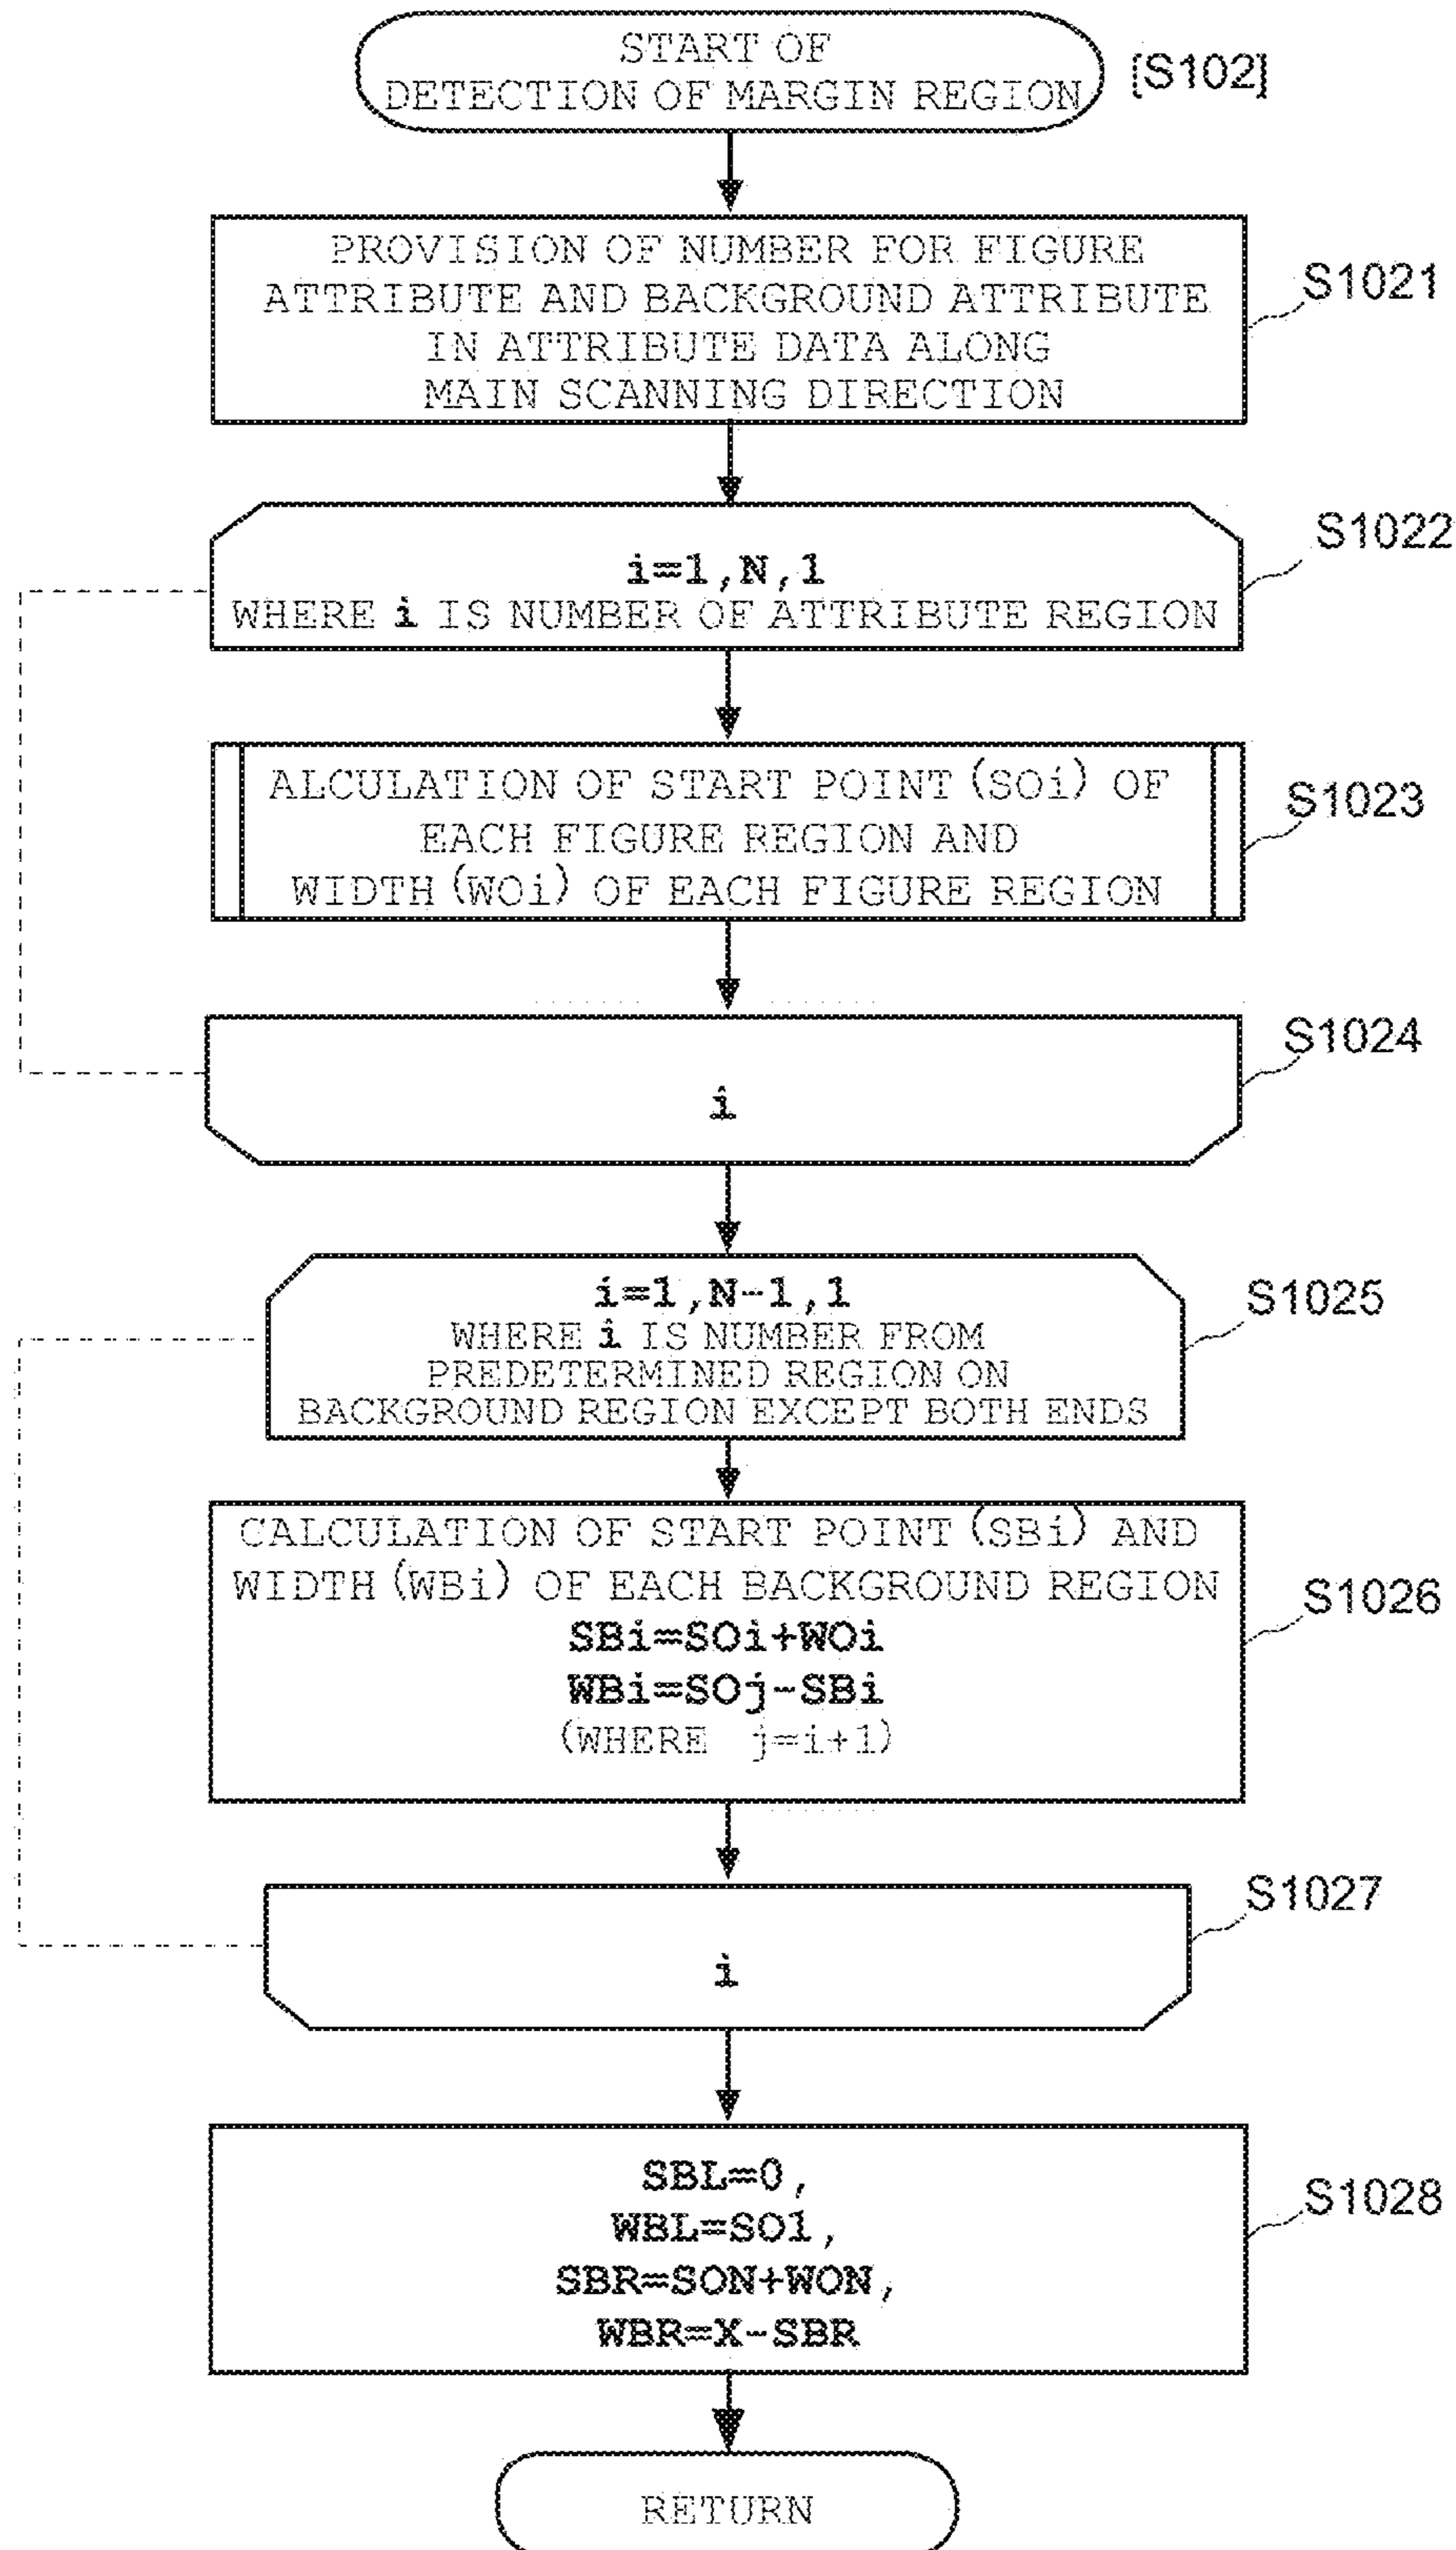 START OF
DETECTION OF MARGIN REGION
[S102]
PROVISION OF NUMBER FOR FIGURE
ATTRIBUTE AND BACKGROUND ATTRIBUTE
IN ATTRIBUTE DATA ALONG
MAIN SCANNING DIRECTION
S1021
i=1,N,1
WHERE i IS NUMBER OF ATTRIBUTE REGION
S1022
ALCULATION OF START POINT (SOi) OF
EACH FIGURE REGION AND
WIDTH (WOi) OF EACH FIGURE REGION
S1023
i
S1024
i=1,N-1,1
WHERE i IS NUMBER FROM
PREDETERMINED REGION ON
BACKGROUND REGION EXCEPT BOTH ENDS
S1025
CALCULATION OF START POINT (SBi) AND
WIDTH (WBi) OF EACH BACKGROUND REGION
SBi=SOi+WOi
WBi=SOj-SBi
(WHERE j=i+1)
S1026
i
S1027
SBL=0,
WBL=SO1,
SBR=SON+WON,
WBR=X-SBR
S1028
RETURN